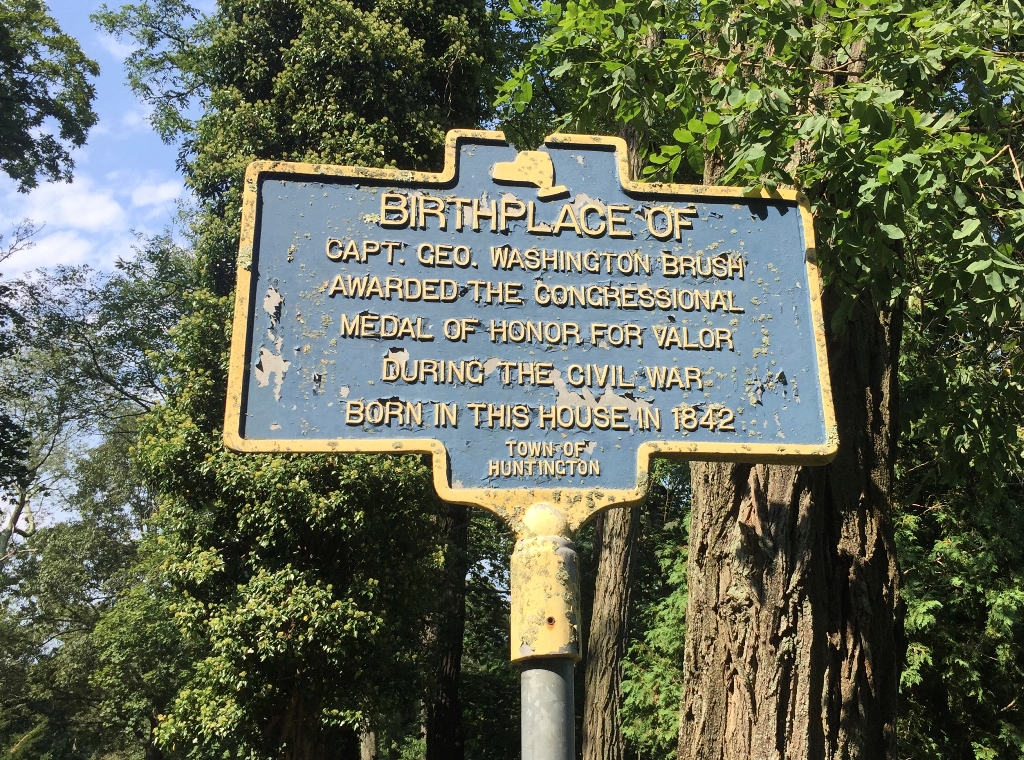 BIRTHPLACE OF
CAPT. GEO. WASHINGTON BRUSH
AWARDED THE CONGRESSIONAL
MEDAL OF HONOR FOR VALOR
DURING THE CIVIL WAR
BORN IN THIS HOUSE IN 1842
TOWN OF
HUNTINGTON